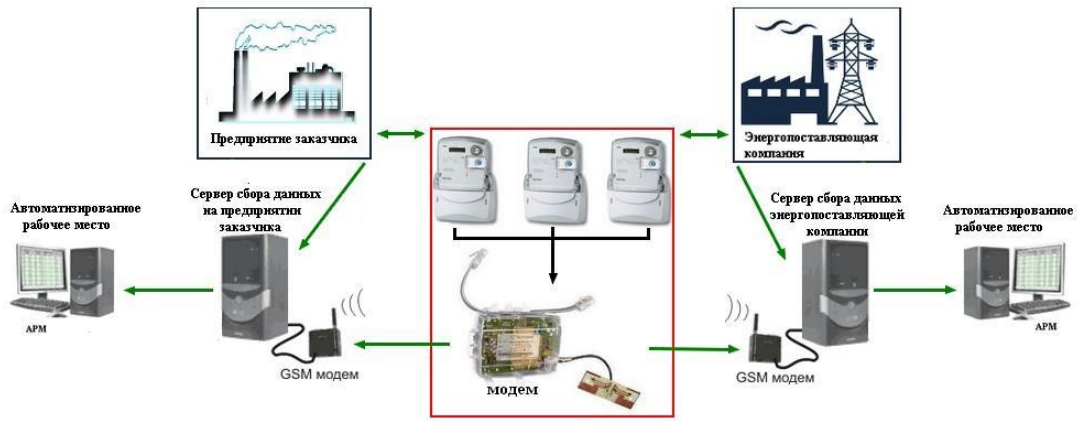 Предприятие заказчика
Энергопоставляющая
компания
Автоматизированное
рабочее место
Сервер сбора данных
на предприятии
заказчика
Сервер сбора данных
энергопоставляющей
компании
Автоматизированное
рабочее место
АРМ
GSM модем
модем
GSM модем
АРМ